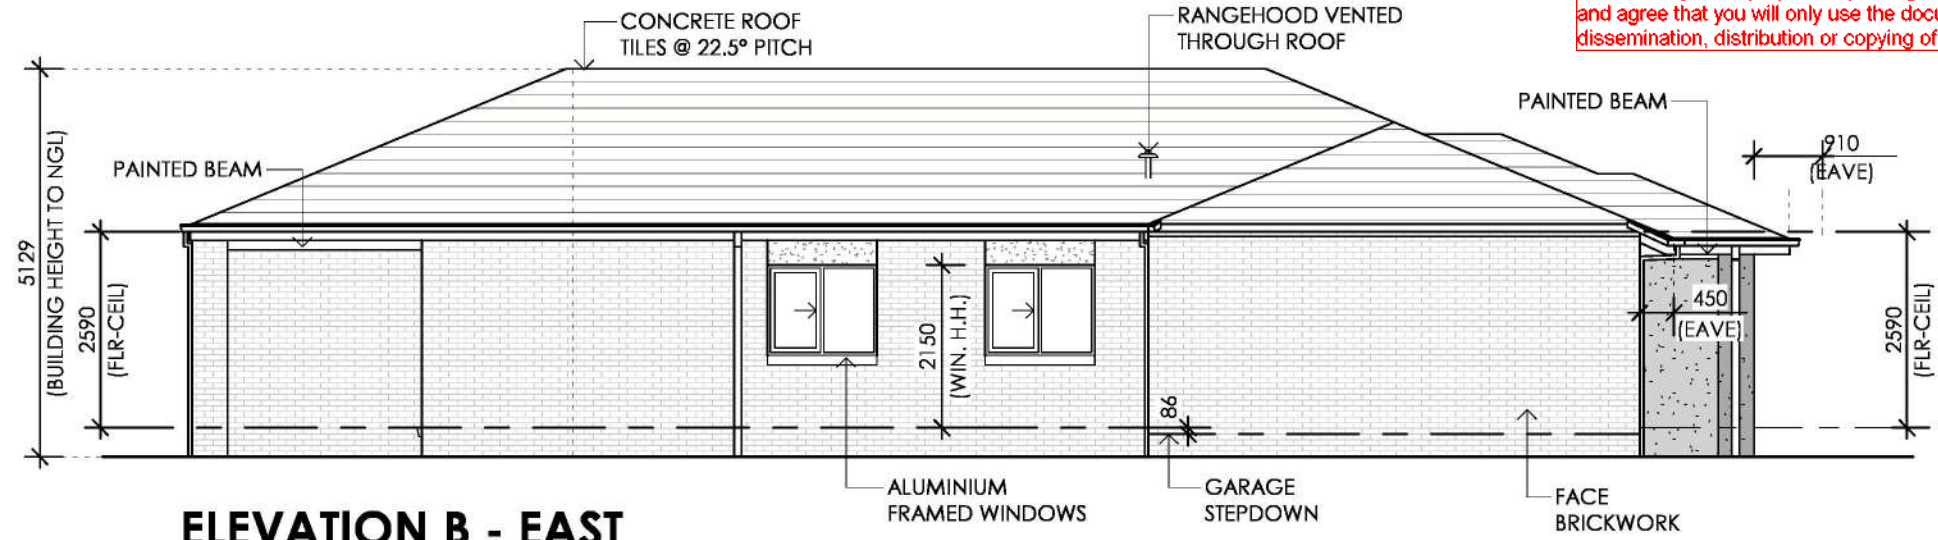 CONCRETE ROOF
TILES @ 22.5° PITCH
RANGEHOOD VENTED
THROUGH ROOF
and agree that you will only use the
dissemination, distribution or copying of
PAINTED BEAM
910
(EAVE)
PAINTED BEAM
5129
(BUILDING HEIGHT TO NGL)
2590
(FLR-CEIL)
2150
(WIN. H.H.)
86
450
(EAVE)
2590
(FLR-CEIL)
ALUMINIUM
FRAMED WINDOWS
GARAGE
STEPDOWN
FACE
BRICKWORK
ELEVATION B - EAST